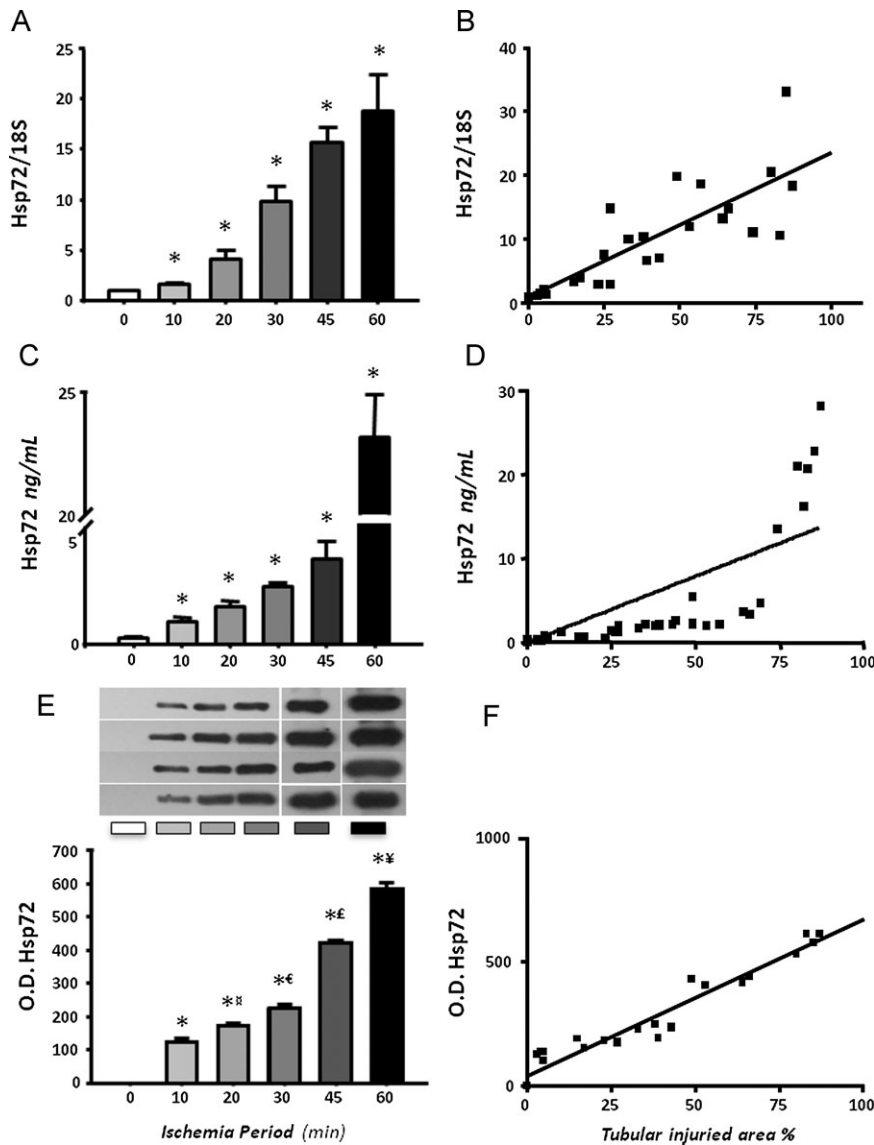 A
Hsp72/18S
25
20
15
10
5
0
* * * * *
0 10 20 30 45 60
B
Hsp72/18S
40
30
20
10
0
0 25 50 75 100
C
Hsp72 ng/mL
25
20
5
0
* * * * *
0 10 20 30 45 60
D
Hsp72 ng/mL
30
20
10
0
0 25 50 75 100
E
O.D. Hsp72
700
600
500
400
300
200
100
0
* *¤ *€ *£ *¥
0 10 20 30 45 60
Ischemia Period (min)
F
O.D. Hsp72
1000
500
0
0 25 50 75 100
Tubular injuried area %